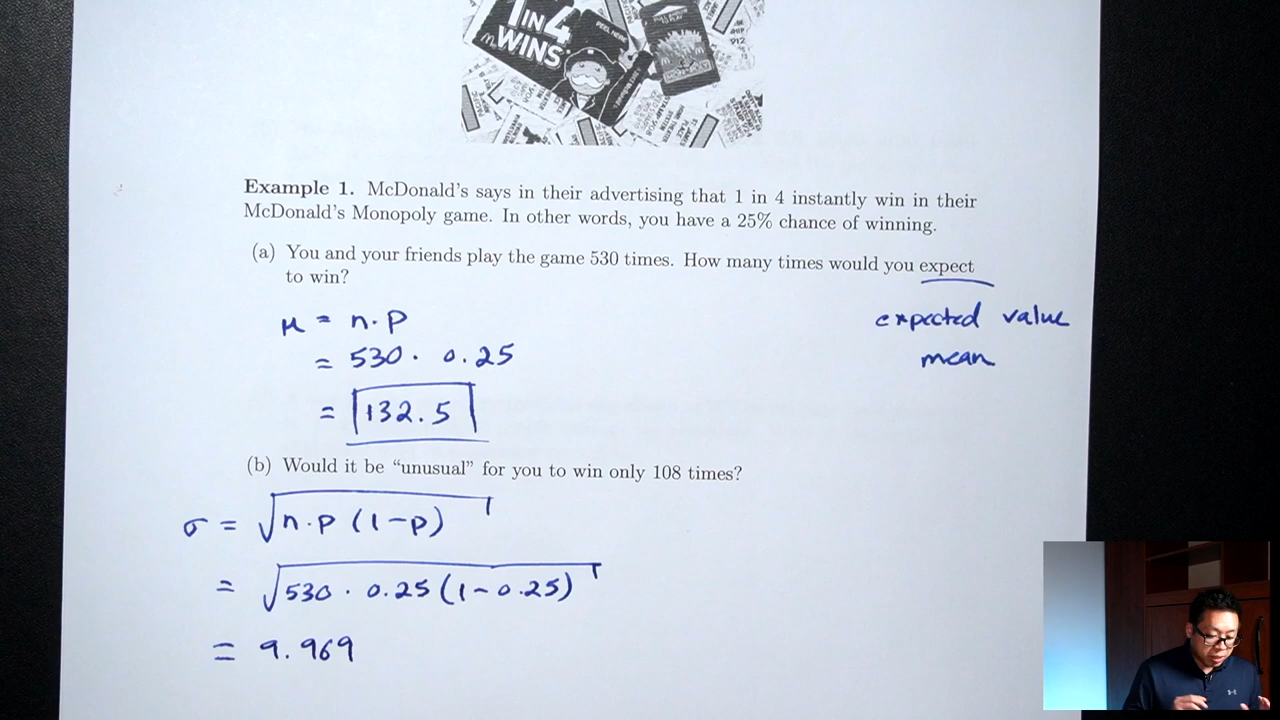 1 IN 4
WINS
PEEL HERE
Example 1. McDonald's says in their advertising that 1 in 4 instantly win in their
McDonald's Monopoly game. In other words, you have a 25% chance of winning.
(a) You and your friends play the game 530 times. How many times would you expect
to win?
μ = n·p
= 530 · 0.25
= 132.5
expected value
mean
(b) Would it be “unusual” for you to win only 108 times?
σ = √n·p (1-p)
= √530 · 0.25 (1-0.25)
= 9.969